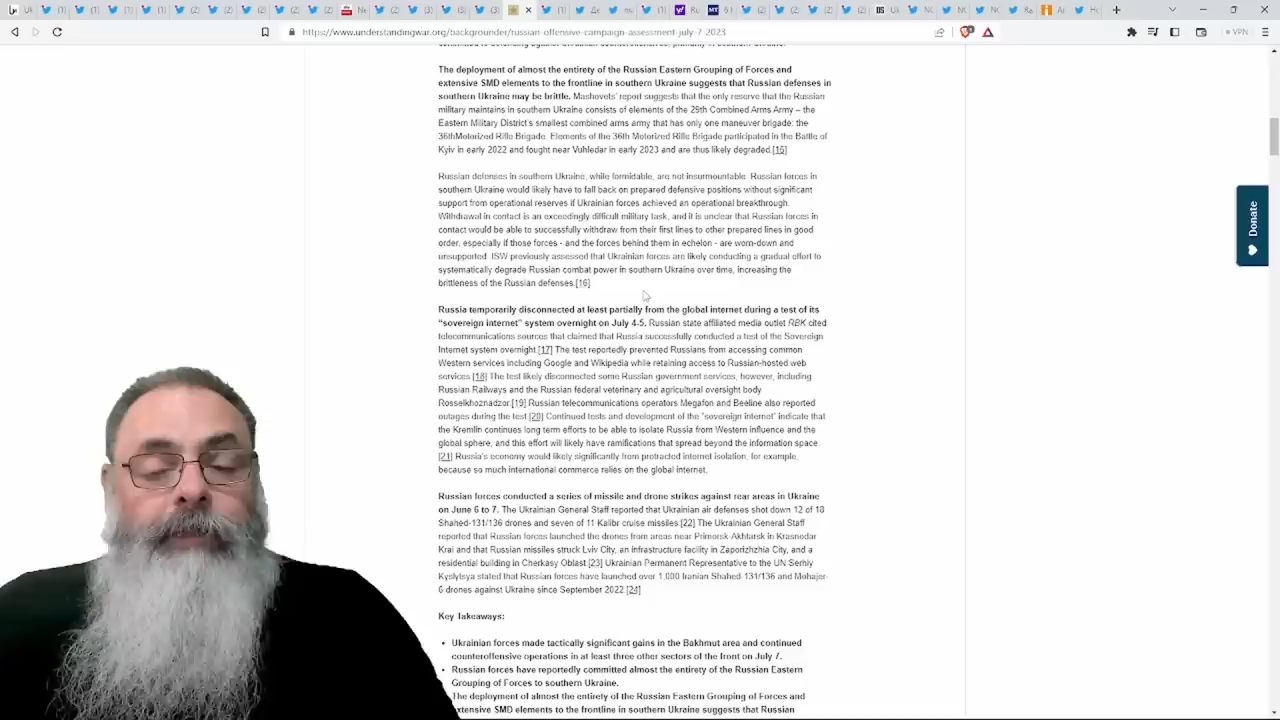 https://www.understandingwar.org/backgrounder/russian-offensive-campaign-assessment-july-7-2023
VPN
The deployment of almost the entirety of the Russian Eastern Grouping of Forces and
extensive SMD elements to the frontline in southern Ukraine suggests that Russian defenses in
southern Ukraine may be brittle. Mashovets' report suggests that the only reserve that the Russian
military maintains in southern Ukraine consists of elements of the 29th Combined Arms Army – the
Eastern Military District's smallest combined arms army that has only one maneuver brigade: the
36thMotorized Rifle Brigade. Elements of the 36th Motorized Rifle Brigade participated in the Battle of
Kyiv in early 2022 and fought near Vuhledar in early 2023 and are thus likely degraded.[15]
Russian defenses in southern Ukraine, while formidable, are not insurmountable. Russian forces in
southern Ukraine would likely have to fall back on prepared defensive positions without significant
support from operational reserves if Ukrainian forces achieved an operational breakthrough.
Withdrawal in contact is an exceedingly difficult military task, and it is unclear that Russian forces in
contact would be able to successfully withdraw from their first lines to other prepared lines in good
order, especially if those forces - and the forces behind them in echelon - are worn-down and
unsupported. ISW previously assessed that Ukrainian forces are likely conducting a gradual effort to
systematically degrade Russian combat power in southern Ukraine over time, increasing the
brittleness of the Russian defenses.[16]
Russia temporarily disconnected at least partially from the global internet during a test of its
“sovereign internet” system overnight on July 4-5. Russian state affiliated media outlet RBK cited
telecommunications sources that claimed that Russia successfully conducted a test of the Sovereign
Internet system overnight.[17] The test reportedly prevented Russians from accessing common
Western services including Google and Wikipedia while retaining access to Russian-hosted web
services.[18] The test likely disconnected some Russian government services, however, including
Russian Railways and the Russian federal veterinary and agricultural oversight body
Rosselkhoznadzor.[19] Russian telecommunications operators Megafon and Beeline also reported
outages during the test.[20] Continued tests and development of the “sovereign internet” indicate that
the Kremlin continues long term efforts to be able to isolate Russia from Western influence and the
global sphere, and this effort will likely have ramifications that spread beyond the information space.
[21] Russia's economy would likely significantly from protracted internet isolation, for example,
because so much international commerce relies on the global internet.
Russian forces conducted a series of missile and drone strikes against rear areas in Ukraine
on June 6 to 7. The Ukrainian General Staff reported that Ukrainian air defenses shot down 12 of 18
Shahed-131/136 drones and seven of 11 Kalibr cruise missiles.[22] The Ukrainian General Staff
reported that Russian forces launched the drones from areas near Primorsk-Akhtarsk in Krasnodar
Krai and that Russian missiles struck Lviv City, an infrastructure facility in Zaporizhzhia City, and a
residential building in Cherkasy Oblast.[23] Ukrainian Permanent Representative to the UN Serhiy
Kyslytsya stated that Russian forces have launched over 1,000 Iranian Shahed-131/136 and Mohajer-
6 drones against Ukraine since September 2022.[24]
Key Takeaways:
• Ukrainian forces made tactically significant gains in the Bakhmut area and continued
counteroffensive operations in at least three other sectors of the front on July 7.
• Russian forces have reportedly committed almost the entirety of the Russian Eastern
Grouping of Forces to southern Ukraine.
The deployment of almost the entirety of the Russian Eastern Grouping of Forces and
extensive SMD elements to the frontline in southern Ukraine suggests that Russian
Donate